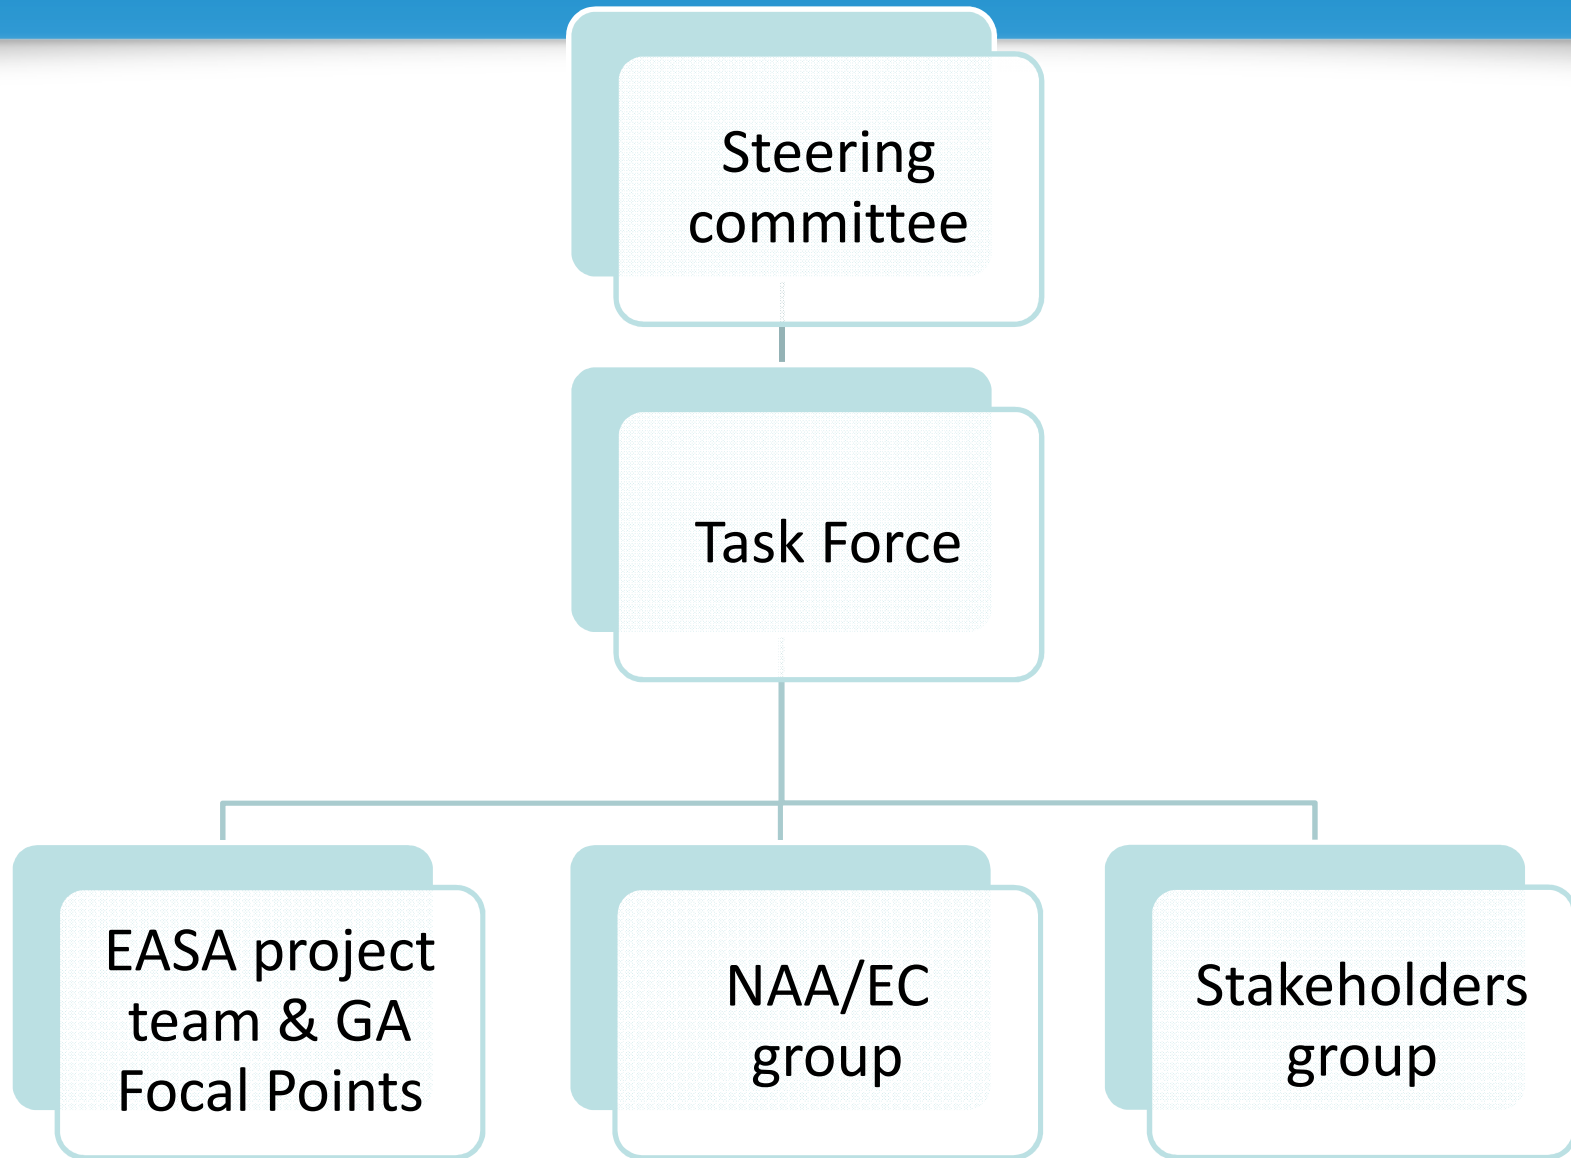 Steering
committee
Task Force
EASA project
team & GA
Focal Points
NAA/EC
group
Stakeholders
group